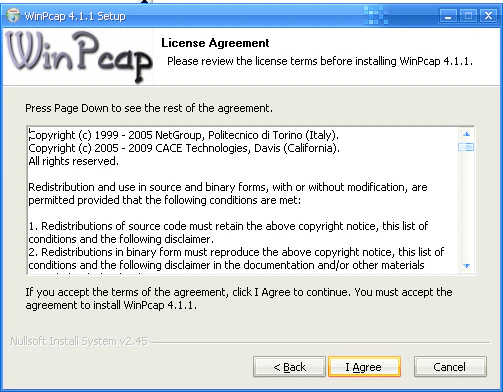 WinPcap 4.1.1 Setup
WinPcap
License Agreement
Please review the license terms before installing WinPcap 4.1.1.
Press Page Down to see the rest of the agreement.
Copyright (c) 1999 - 2005 NetGroup, Politecnico di Torino (Italy).
Copyright (c) 2005 - 2009 CACE Technologies, Davis (California).
All rights reserved.
Redistribution and use in source and binary forms, with or without modification, are
permitted provided that the following conditions are met:
1. Redistributions of source code must retain the above copyright notice, this list of
conditions and the following disclaimer.
2. Redistributions in binary form must reproduce the above copyright notice, this list of
conditions and the following disclaimer in the documentation and/or other materials
If you accept the terms of the agreement, click I Agree to continue. You must accept the
agreement to install WinPcap 4.1.1.
Nullsoft Install System v2.45
< Back
I Agree
Cancel